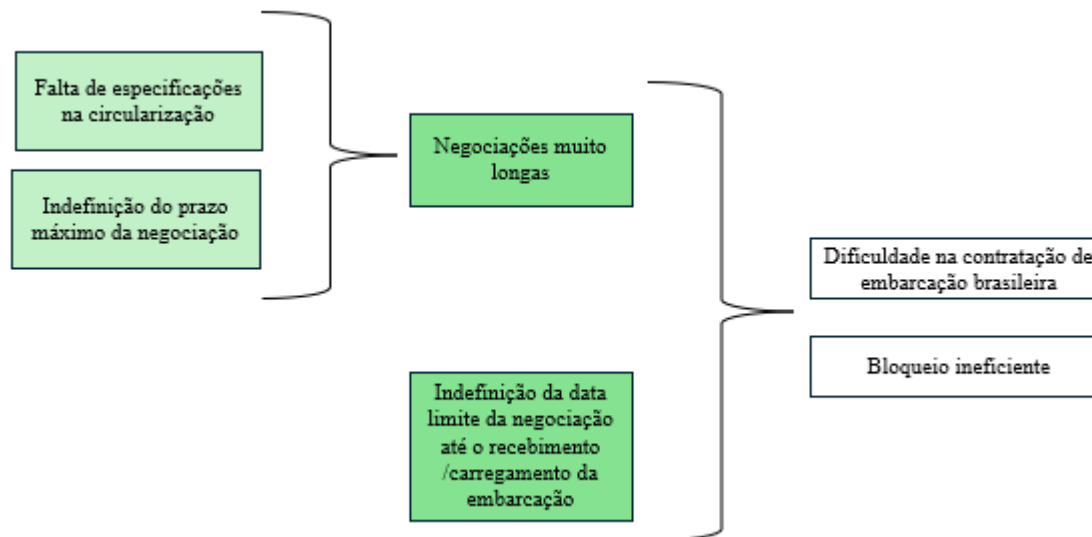 Falta de especificações
na circularização
Indefinição do prazo
máximo da negociação
Negociações muito
longas
Indefinição da data
limite da negociação
até o recebimento
/carregamento da
embarcação
Dificuldade na contratação de
embarcação brasileira
Bloqueio ineficiente